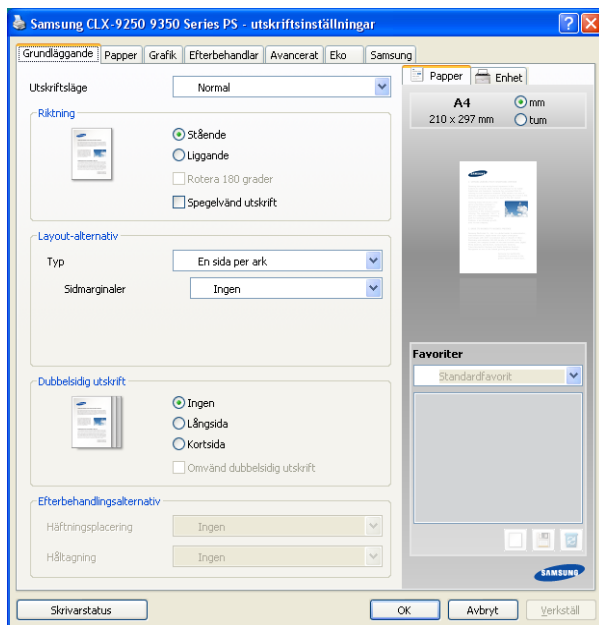 Samsung CLX-9250 9350 Series PS - utskriftsinställningar
Grundläggande Papper Grafik Efterbehandlar Avancerat Eko Samsung
Utskriftsläge Normal
Riktning
Stående
Liggande
Rotera 180 grader
Spegelvänd utskrift
Layout-alternativ
Typ En sida per ark
Sidmarginaler Ingen
Dubbelsidig utskrift
Ingen
Långsida
Kortsida
Omvänd dubbelsidig utskrift
Efterbehandlingsalternativ
Häftningsplacering Ingen
Håltagning Ingen
Papper Enhet
A4 mm
210 x 297 mm tum
Favoriter
Standardfavorit
SAMSUNG
Skrivarstatus OK Avbryt Verkställ